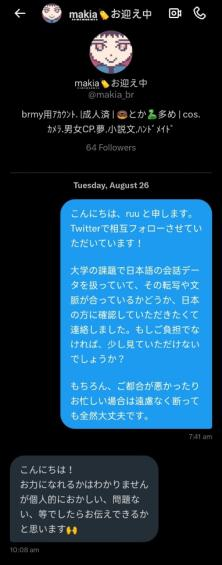 makia🍤お迎え中
makia🍤お迎え中
@makia_br
brmy用ｱｶｳﾝﾄ. |成人済 | 🍩とか🐍多め | cos.
ｶﾒﾗ.男女CP.夢.小説文.ﾊﾝﾄﾞﾒｲﾄﾞ
64 Followers
Tuesday, August 26
こんにちは、ruu と申します。
Twitterで相互フォローさせてい
ただいています！
大学の課題で日本語の会話デー
タを扱っていて、その転写や文
脈が合っているかどうか、日本
の方に確認していただきたくて
連絡しました。もしご負担でな
ければ、少し見ていただけない
でしょうか？
もちろん、ご都合が悪かったり
お忙しい場合は遠慮なく断って
も全然大丈夫です。
7:41 am
こんにちは！
お力になれるかはわかりません
が個人的におかしい、問題な
い、等でしたらお伝えできるか
と思います🙌
10:08 am